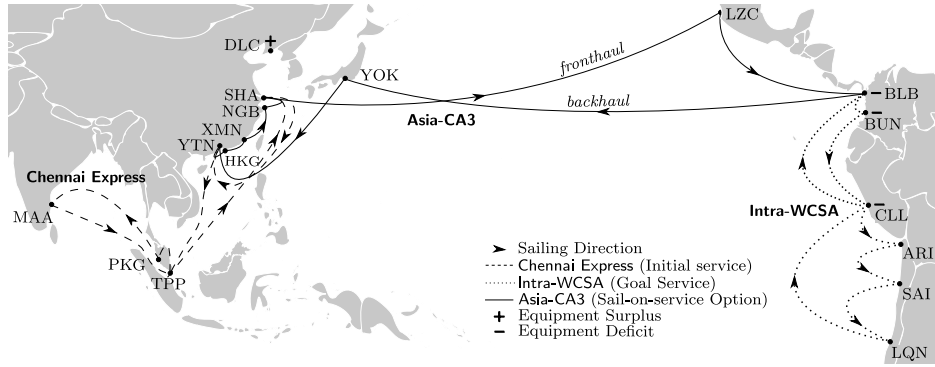 LZC
DLC
YOK
fronthaul
SHA
BLB
NGB
backhaul
BUN
Asia-CA3
XMN
YTN
HKG
Chennai Express
MAA
Intra-WCSA
CLL
Sailing Direction
ARI
PKG
Chennai Express (Initial service)
TPP
Intra-WCSA (Goal Service)
SAI
Asia-CA3 (Sail-on-service Option)
+ Equipment Surplus
− Equipment Deficit
LQN